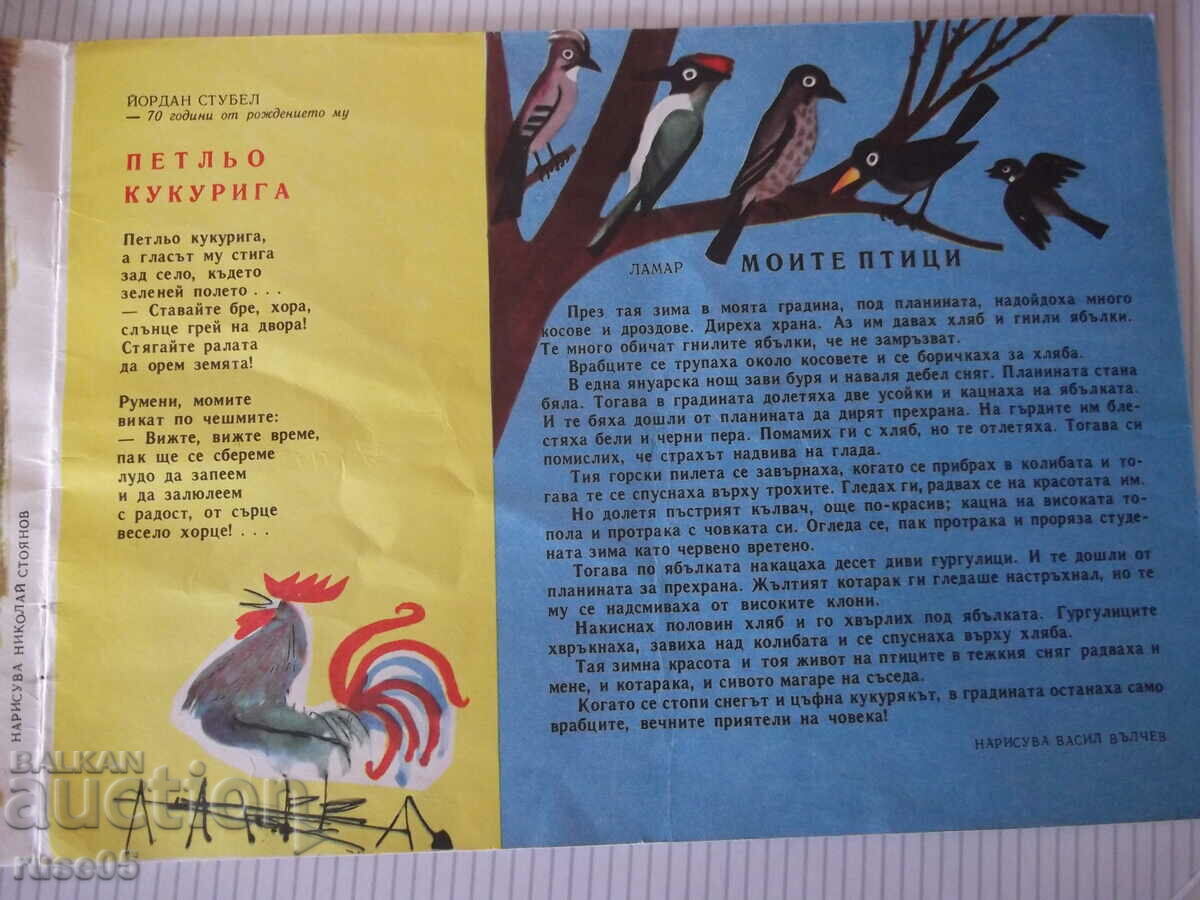 ЙОРДАН СТУБЕЛ
— 70 години от рождението му
ПЕТЛЬО
КУКУРИГА
Петльо кукурига,
а гласът му стига
зад село, където
зеленей полето . . .
— Ставайте бре, хора,
слънце грей на двора!
Стягайте ралата
да орем земята!
Румени, момите
викат по чешмите:
— Вижте, вижте време,
пак ще се сбереме
лудо да запеем
и да залюлеем
с радост, от сърце
весело хорце! . . .
НАРИСУВА НИКОЛАЙ СТОЯНОВ
ЛАМАР МОИТЕ ПТИЦИ
През тая зима в моята градина, под планината, надойдоха много
косове и дроздове. Диреха храна. Аз им давах хляб и гнили ябълки.
Те много обичат гнилите ябълки, че не замръзват.
Врабците се трупаха около косовете и се боричкаха за хляба.
В една януарска нощ зави буря и наваля дебел сняг. Планината стана
бяла. Тогава в градината долетяха две усойки и кацнаха на ябълката.
И те бяха дошли от планината да дирят прехрана. На гърдите им бле-
стяха бели и черни пера. Помамих ги с хляб, но те отлетяха. Тогава си
помислих, че страхът надвива на глада.
Тия горски пилета се завърнаха, когато се прибрах в колибата и то-
гава те се спуснаха върху трохите. Гледах ги, радвах се на красотата им.
Но долетя пъстрият кълвач, още по-красив; кацна на високата то-
пола и протрака с човката си. Огледа се, пак протрака и проряза студе-
ната зима като червено вретено.
Тогава по ябълката накацаха десет диви гургулици. И те дошли от
планината за прехрана. Жълтият котарак ги гледаше настръхнал, но те
му се надсмиваха от високите клони.
Накиснах половин хляб и го хвърлих под ябълката. Гургулиците
хвръкнаха, завиха над колибата и се спуснаха върху хляба.
Тая зимна красота и тоя живот на птиците в тежкия сняг радваха и
мене, и котарака, и сивото магаре на съседа.
Когато се стопи снегът и цъфна кукурякът, в градината останаха само
врабците, вечните приятели на човека!
НАРИСУВА ВАСИЛ ВЪЛЧЕВ
BALKAN
auction
ruse05